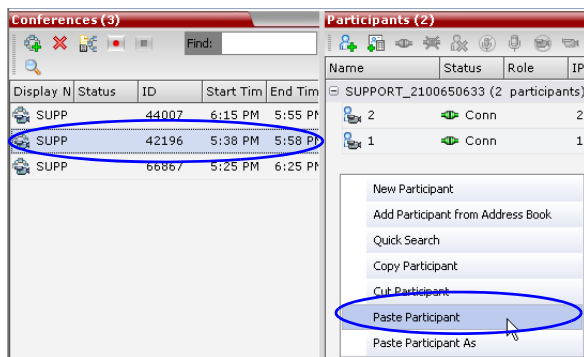 Conferences (3)
Find:
Display N Status ID Start Tim End Tim
SUPP 44007 6:15 PM 5:55 PM
SUPP 42196 5:38 PM 5:58 PM
SUPP 66867 5:25 PM 6:25 PM
Participants (2)
Name Status Role IP
SUPPORT_2100650633 (2 participants)
2 Conn 2
1 Conn 1
New Participant
Add Participant from Address Book
Quick Search
Copy Participant
Cut Participant
Paste Participant
Paste Participant As